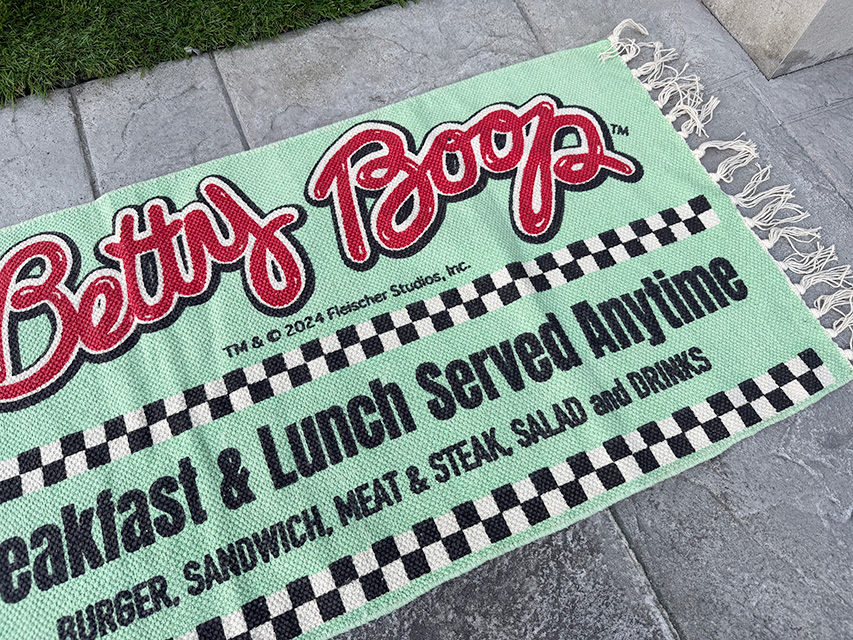 Betty Boop™
TM & © 2024 Fleischer Studios, Inc.
eakfast & Lunch Served Anytime
BURGER, SANDWICH, MEAT & STEAK, SALAD and DRINKS